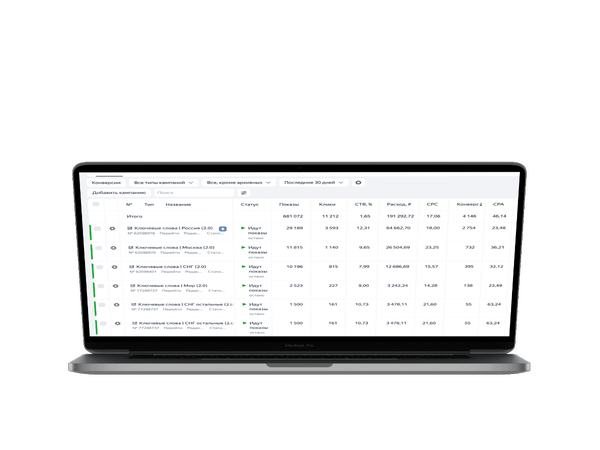 Конверсии Все типы кампаний Все, кроме архивных Последние 30 дней
Добавить кампанию Поиск
№ Тип Название Статус Показы Клики CTR, % Расход, ₽ CPC CPA
Итого 681 072 11 212 1,65 191 292,72 17,06 4 146 46,14
Ключевые слова | Россия (2.0) Идут показы 29 189 3 593 12,31 64 662,70 18,00 2 754 23,48
Ключевые слова | Москва (2.0) Идут показы 11 815 1 140 9,65 26 504,69 23,25 732 36,21
Ключевые слова | СНГ (2.0) Идут показы 10 196 815 7,99 12 686,69 15,57 395 32,12
Ключевые слова | Мир (2.0) Идут показы 2 523 227 9,00 3 242,24 14,28 138 23,49
Ключевые слова | СНГ остальные (2.0 Идут показы 1 500 161 10,73 3 478,11 21,60 55 63,24
Ключевые слова | СНГ остальные (2.0 Идут показы 1 500 161 10,73 3 478,11 21,60 55 63,24
MacBook Pro